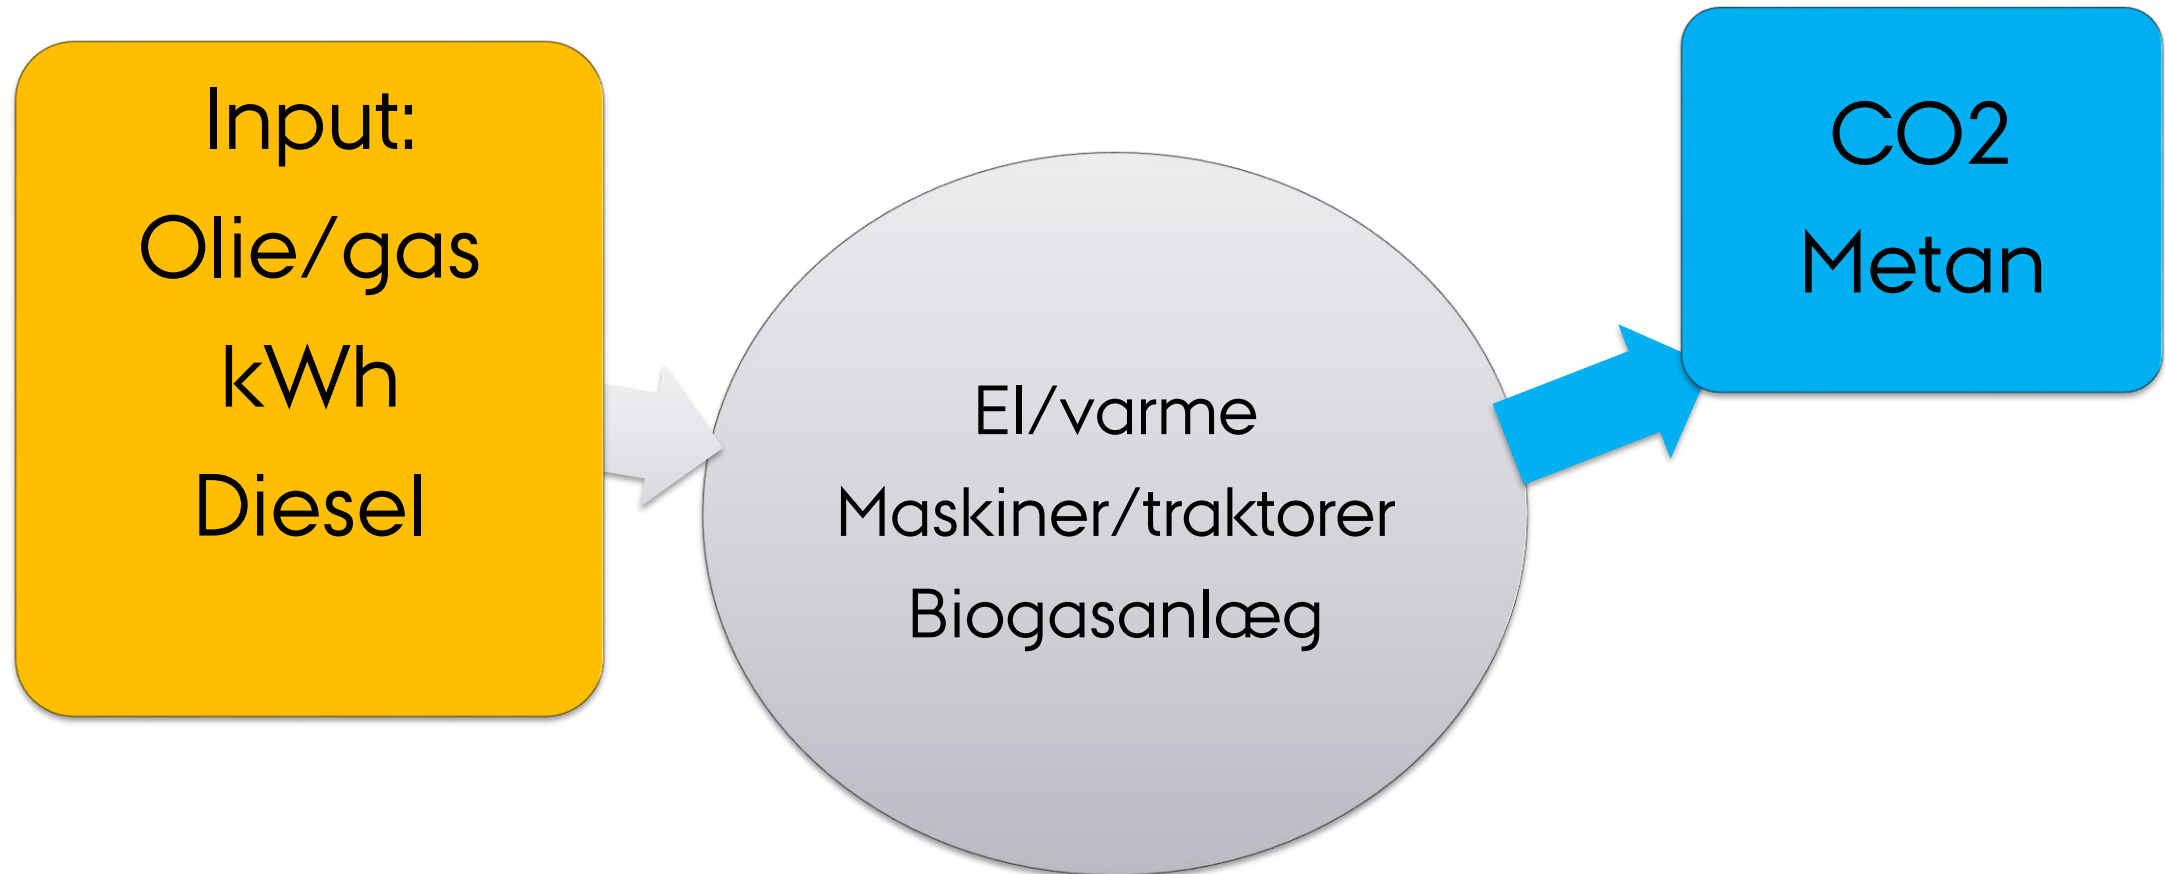 Input:
Olie/gas
kWh
Diesel
El/varme
Maskiner/traktorer
Biogasanlæg
CO2
Metan